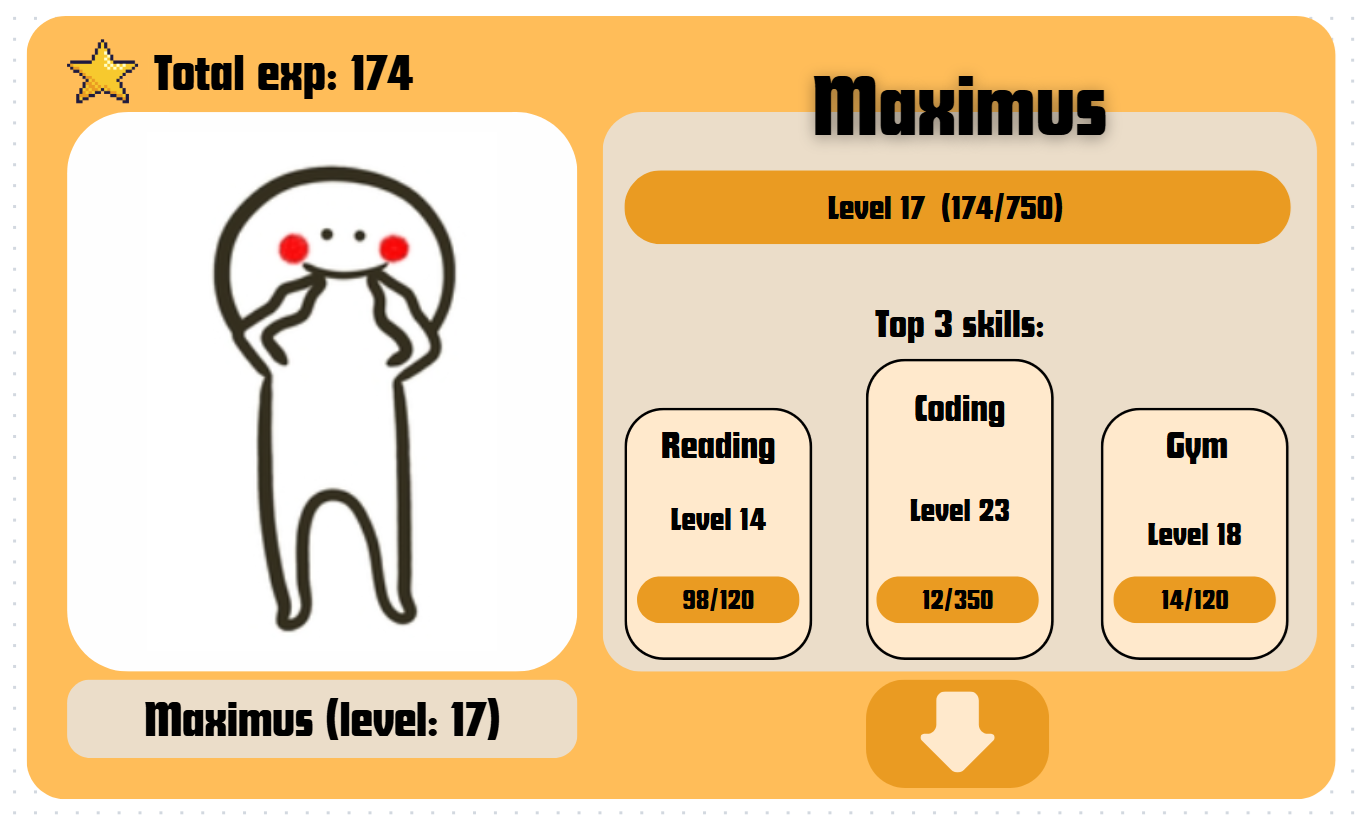 Total exp: 174
Maximus
Level 17 (174/750)
Top 3 skills:
Reading
Level 14
98/120
Coding
Level 23
12/350
Gym
Level 18
14/120
Maximus (level: 17)